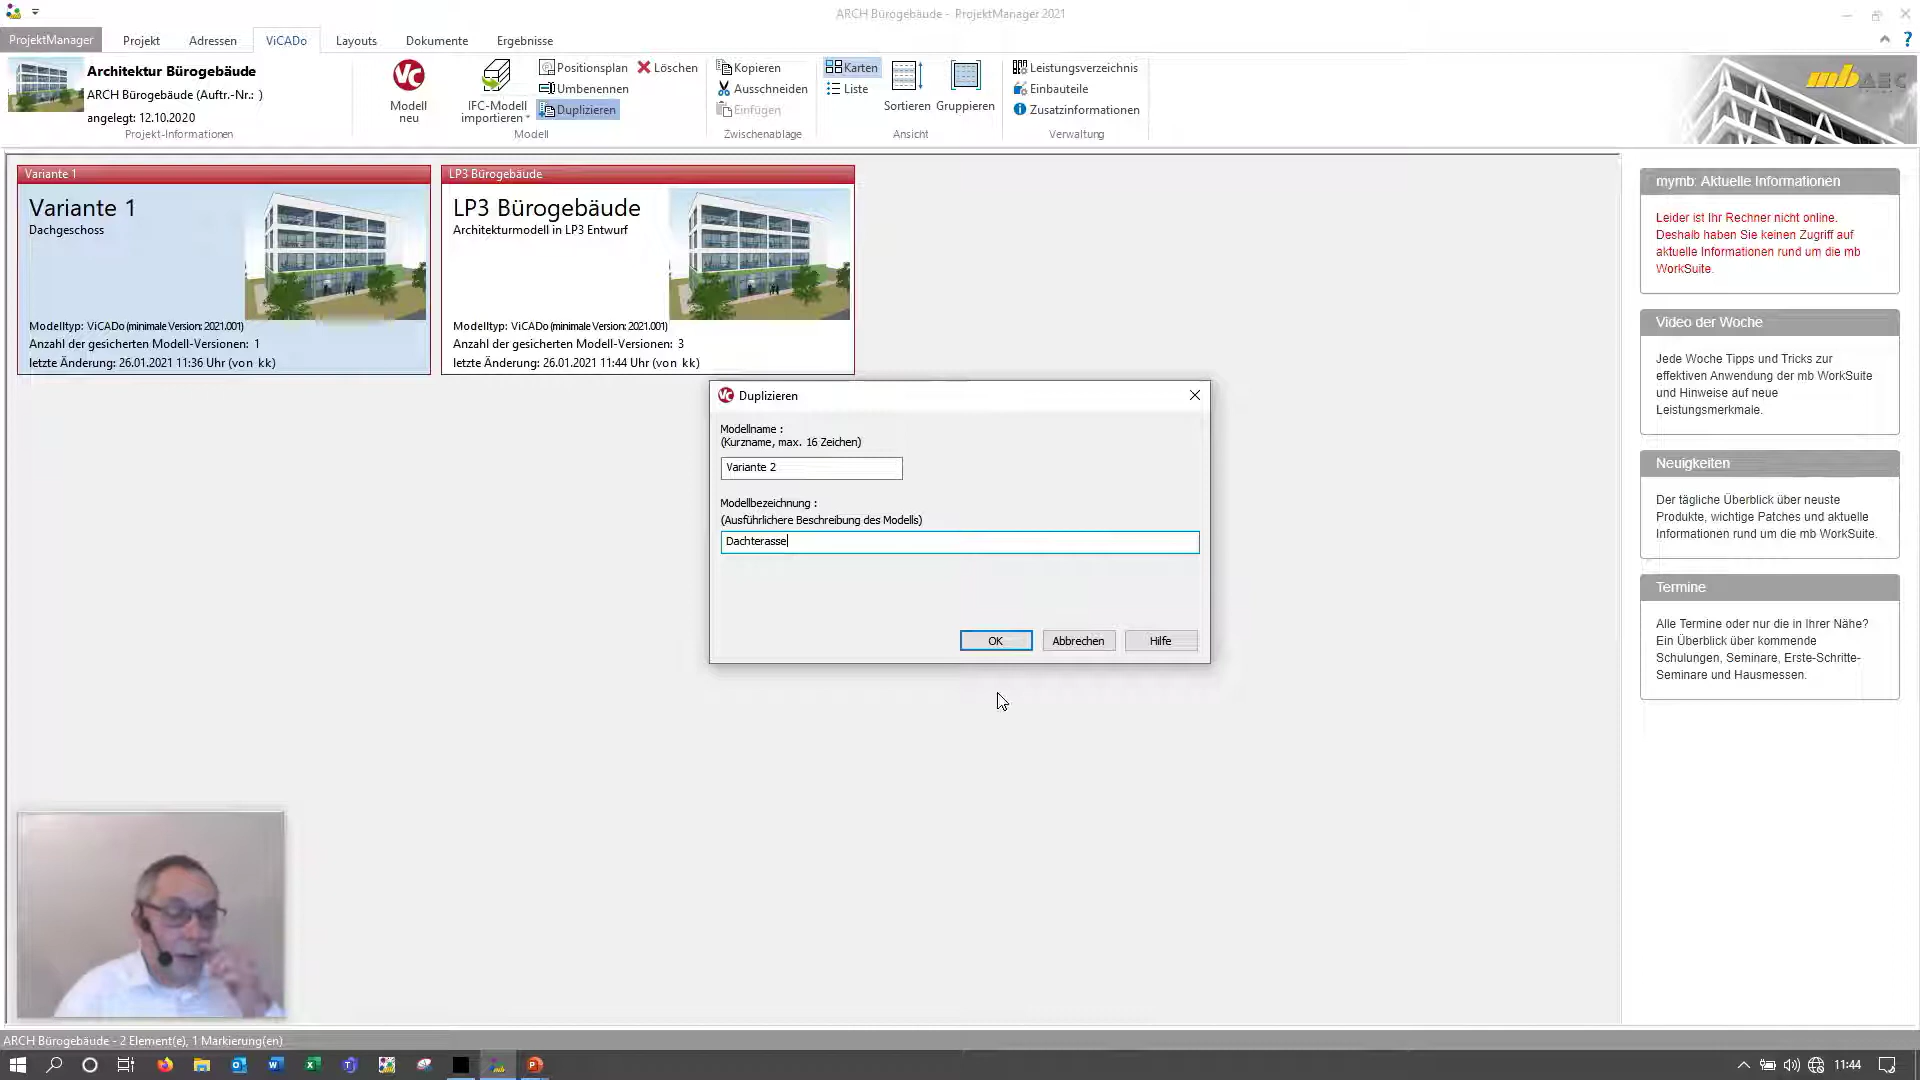 ARCH Bürogebäude - ProjektManager 2021
ProjektManager
Projekt
Adressen
ViCADo
Layouts
Dokumente
Ergebnisse
Architektur Bürogebäude
ARCH Bürogebäude (Auftr.-Nr.: )
angelegt: 12.10.2020
Projekt-Informationen
Modell
neu
IFC-Modell
importieren
Positionsplan
Umbenennen
Duplizieren
Löschen
Modell
Kopieren
Ausschneiden
Einfügen
Zwischenablage
Karten
Liste
Sortieren
Gruppieren
Ansicht
Leistungsverzeichnis
Einbauteile
Zusatzinformationen
Verwaltung
mb AEC
Variante 1
Variante 1
Dachgeschoss
Modelltyp: ViCADo (minimale Version: 2021.001)
Anzahl der gesicherten Modell-Versionen: 1
letzte Änderung: 26.01.2021 11:36 Uhr (von kk)
LP3 Bürogebäude
LP3 Bürogebäude
Architekturmodell in LP3 Entwurf
Modelltyp: ViCADo (minimale Version: 2021.001)
Anzahl der gesicherten Modell-Versionen: 3
letzte Änderung: 26.01.2021 11:44 Uhr (von kk)
Duplizieren
Modellname :
(Kurzname, max. 16 Zeichen)
Variante 2
Modellbezeichnung :
(Ausführlichere Beschreibung des Modells)
Dachterasse
OK
Abbrechen
Hilfe
mymb: Aktuelle Informationen
Leider ist Ihr Rechner nicht online.
Deshalb haben Sie keinen Zugriff auf
aktuelle Informationen rund um die mb
WorkSuite.
Video der Woche
Jede Woche Tipps und Tricks zur
effektiven Anwendung der mb WorkSuite
und Hinweise auf neue
Leistungsmerkmale.
Neuigkeiten
Der tägliche Überblick über neuste
Produkte, wichtige Patches und aktuelle
Informationen rund um die mb WorkSuite.
Termine
Alle Termine oder nur die in Ihrer Nähe?
Ein Überblick über kommende
Schulungen, Seminare, Erste-Schritte-
Seminare und Hausmessen.
ARCH Bürogebäude - 2 Element(e), 1 Markierung(en)
11:44